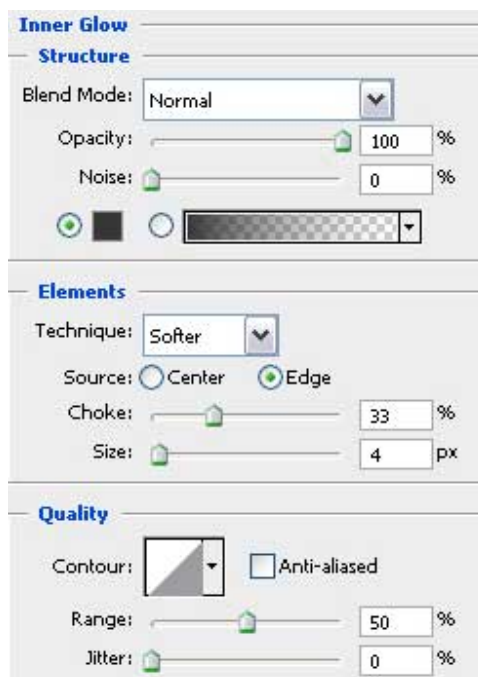 Inner Glow
Structure
Blend Mode: Normal
Opacity: 100 %
Noise: 0 %
Elements
Technique: Softer
Source: Center Edge
Choke: 33 %
Size: 4 px
Quality
Contour: Anti-aliased
Range: 50 %
Jitter: 0 %